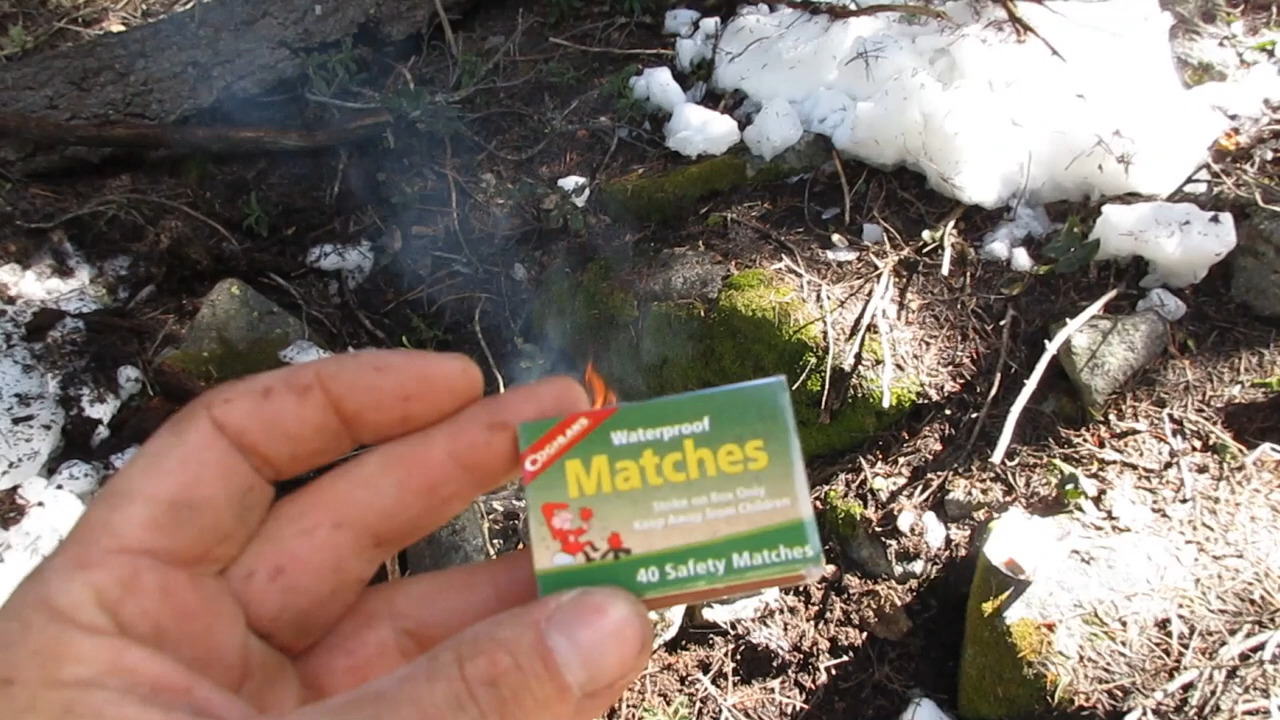 COGHLAN'S
Waterproof
Matches
Strike on Box Only
Keep Away from Children
40 Safety Matches